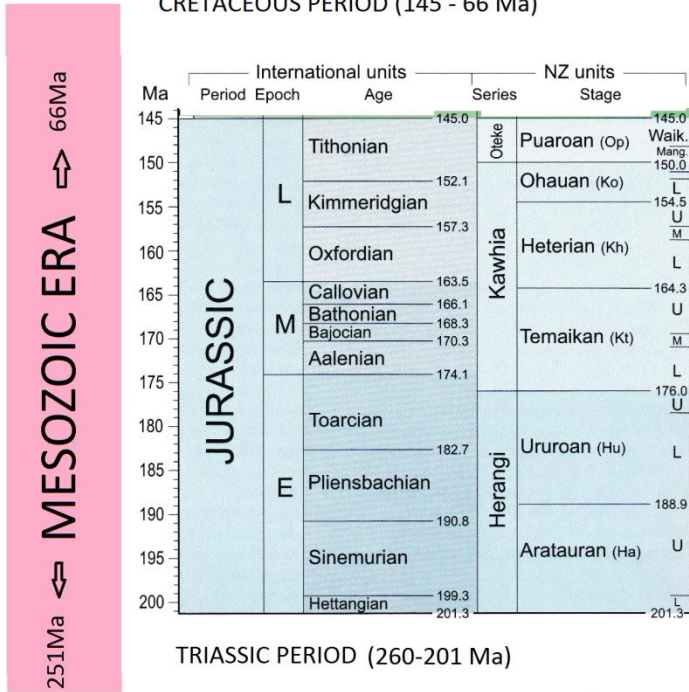 CRETACEOUS PERIOD (145 - 66 Ma)
International units NZ units
Ma Period Epoch Age Series Stage
145
150
155
160
165
170
175
180
185
190
195
200
JURASSIC
L
M
E
Tithonian
Kimmeridgian
Oxfordian
Callovian
Bathonian
Bajocian
Aalenian
Toarcian
Pliensbachian
Sinemurian
Hettangian
145.0
152.1
157.3
163.5
166.1
168.3
170.3
174.1
182.7
190.8
199.3
201.3
Oteke
Kawhia
Herangi
Puaroan (Op)
Ohauan (Ko)
Heterian (Kh)
Temaikan (Kt)
Ururoan (Hu)
Aratauran (Ha)
145.0
Waik.
Mang.
150.0
L
154.5
U
M
L
164.3
U
M
L
176.0
U
L
188.9
U
L
201.3
251Ma MESOZOIC ERA 66Ma
TRIASSIC PERIOD (260-201 Ma)